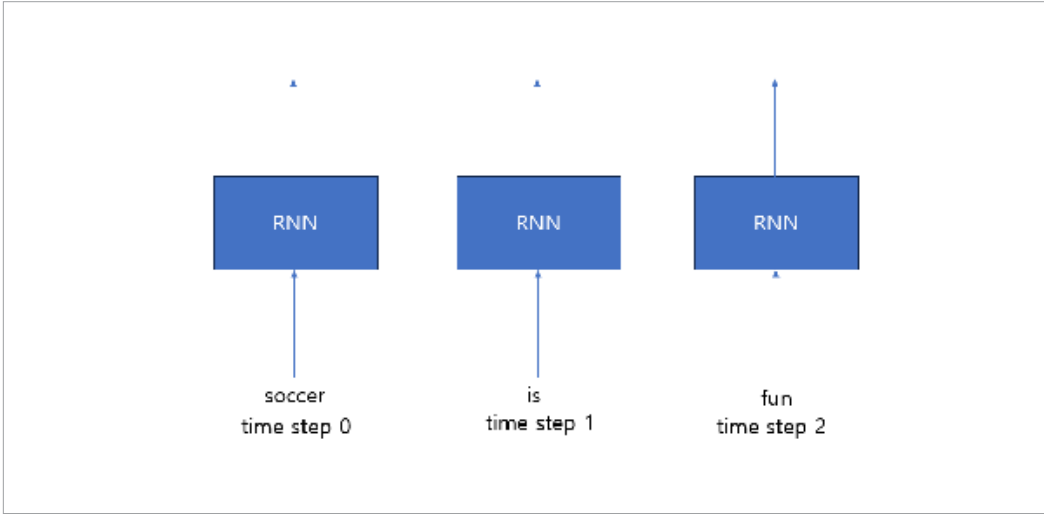 RNN
RNN
RNN
soccer
time step 0
is
time step 1
fun
time step 2